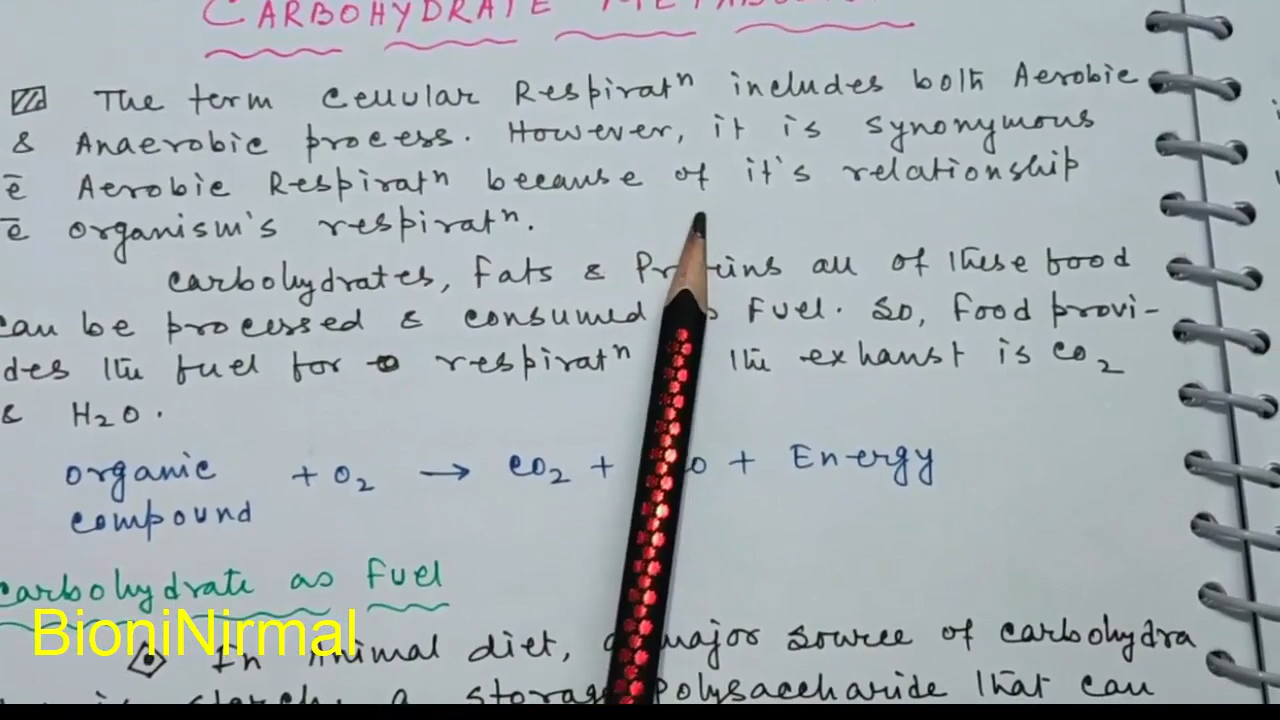 CARBOHYDRATE
▨ The term Cellular Respiratⁿ includes both Aerobic
& Anaerobic process. However, it is synonymous
c̄ Aerobic Respiratⁿ because of it's relationship
c̄ organism's respiratⁿ.
carbohydrates, Fats & all of these food
can be processed & consumed Fuel. So, Food provi-
des the fuel for respiratⁿ the exhaust is CO₂
& H₂O.
organic + O₂ → CO₂ + + Energy
compound
carbohydrate as Fuel
BioniNirmal
In Animal diet, major source of carbohydra
starch, a polysaccharide that can